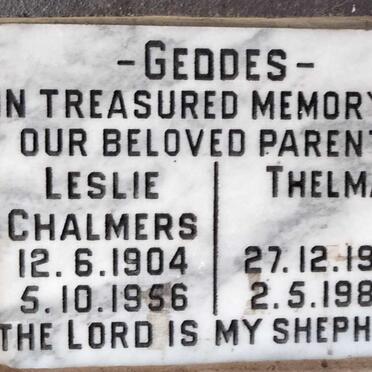 -GEDDES-
IN TREASURED MEMORY
OUR BELOVED PARENT
LESLIE
CHALMERS
12.6.1904
5.10.1956
THELMA
27.12.19
2.5.198
THE LORD IS MY SHEPH